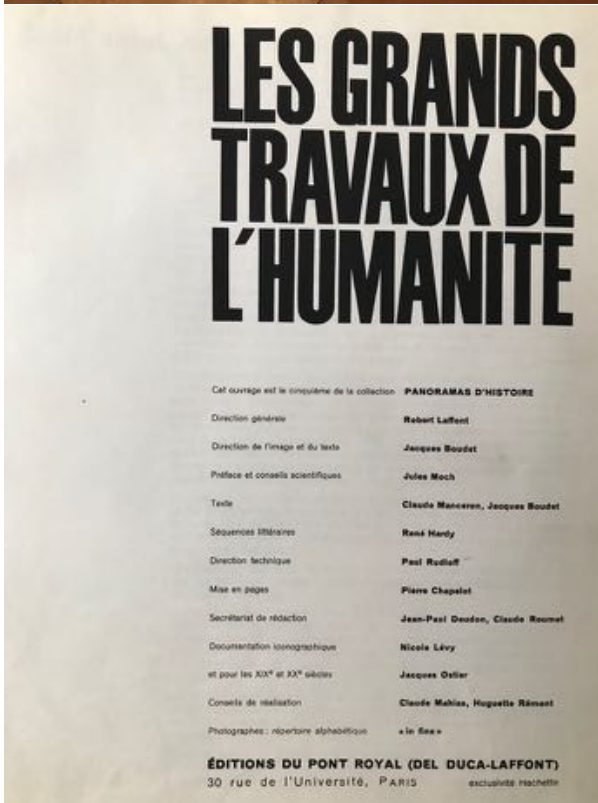 LES GRANDS
TRAVAUX DE
L'HUMANITE
Cet ouvrage est le cinquième de la collection PANORAMAS D'HISTOIRE
Direction générale Robert Laffont
Direction de l'image et du texte Jacques Boudet
Préface et conseils scientifiques Jules Moch
Texte Claude Manceron, Jacques Boudet
Séquences littéraires René Hardy
Direction technique Paul Rudloff
Mise en pages Pierre Chapelot
Secrétariat de rédaction Jean-Paul Doudon, Claude Roumet
Documentation iconographique Nicole Lévy
et pour les XIXe et XXe siècles Jacques Ostier
Conseils de réalisation Claude Mahias, Huguette Rémont
Photographes : répertoire alphabétique « in fine »
ÉDITIONS DU PONT ROYAL (DEL DUCA-LAFFONT)
30 rue de l'Université, PARIS exclusivité Hachette